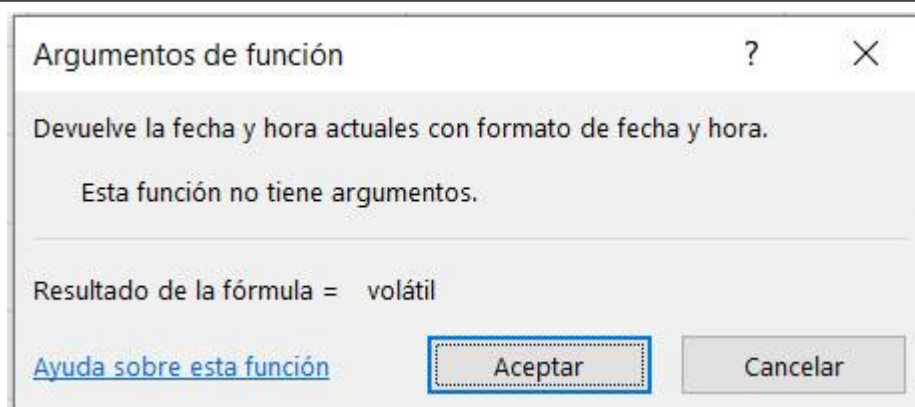 Argumentos de función ?
Devuelve la fecha y hora actuales con formato de fecha y hora.
Esta función no tiene argumentos.
Resultado de la fórmula = volátil
Ayuda sobre esta función Aceptar Cancelar